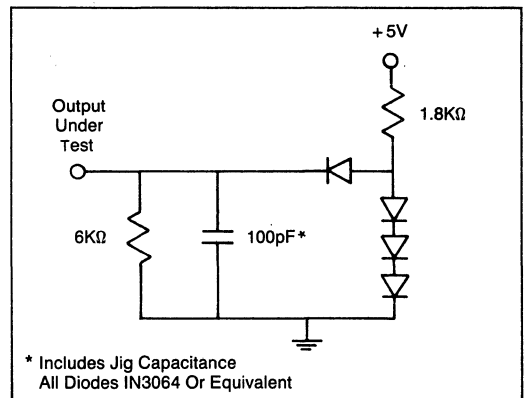 +5V
1.8KΩ
Output
Under
Test
6KΩ
100pF*
* Includes Jig Capacitance
All Diodes IN3064 Or Equivalent